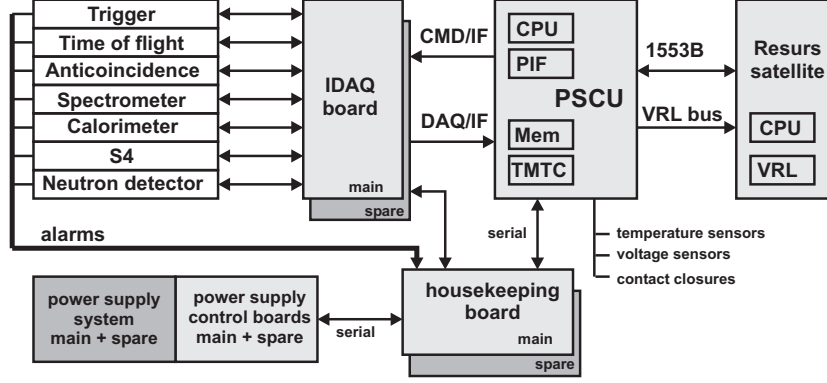 Trigger
Time of flight
Anticoincidence
Spectrometer
Calorimeter
S4
Neutron detector
alarms
IDAQ
board
main
spare
CMD/IF
DAQ/IF
CPU
PIF
PSCU
Mem
TMTC
1553B
VRL bus
Resurs
satellite
CPU
VRL
serial
temperature sensors
voltage sensors
contact closures
housekeeping
board
main
spare
serial
power supply
system
main + spare
power supply
control boards
main + spare